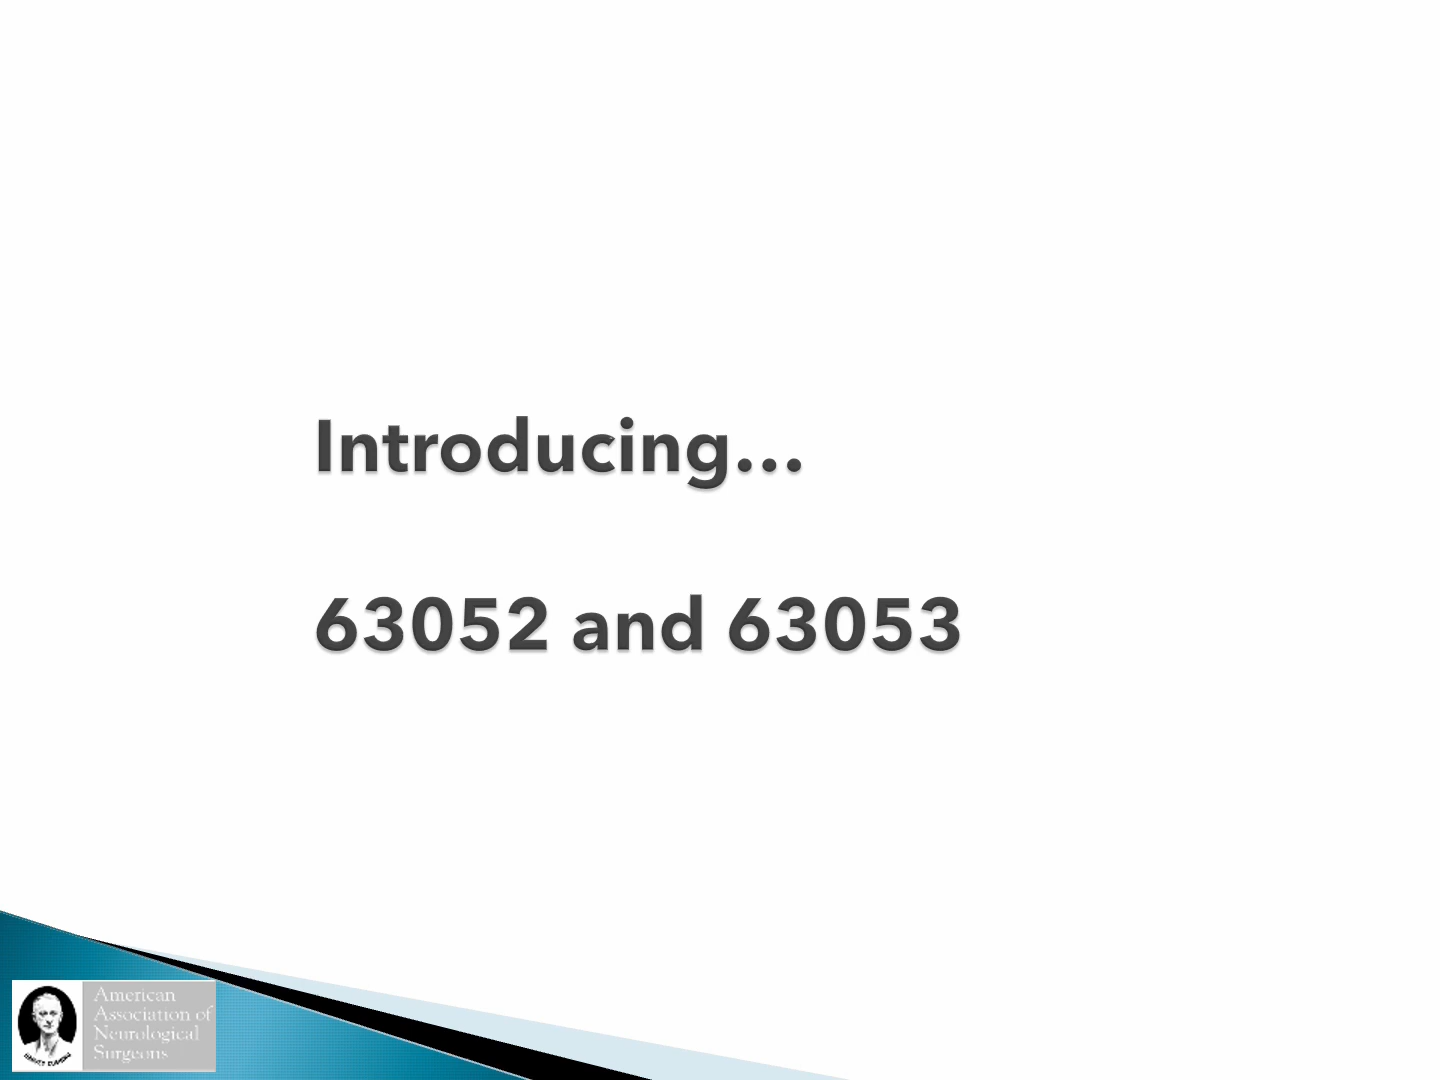 Introducing...
63052 and 63053
American
Association of
Neurological
Surgeons